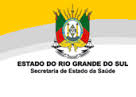 ESTADO DO RIO GRANDE DO SUL
Secretaria de Estado da Saúde